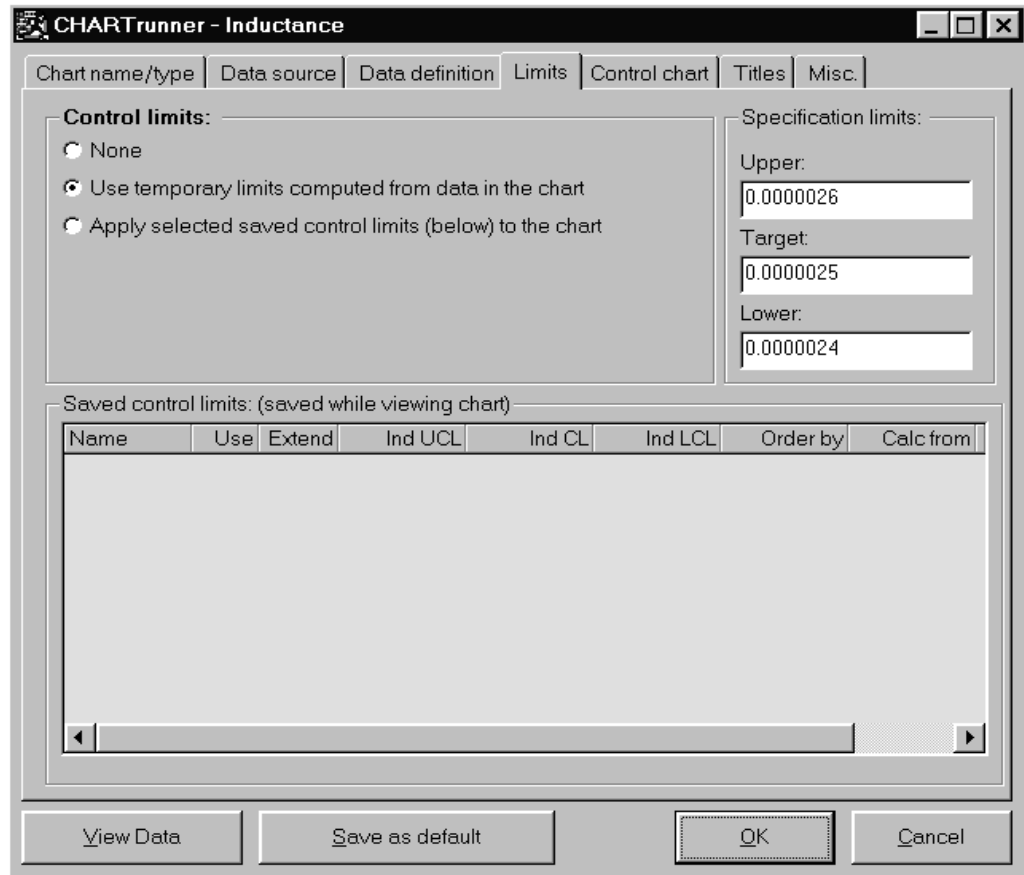 CHARTrunner - Inductance
Chart name/type Data source Data definition Limits Control chart Titles Misc.
Control limits:
None
Use temporary limits computed from data in the chart
Apply selected saved control limits (below) to the chart
Specification limits:
Upper:
0.0000026
Target:
0.0000025
Lower:
0.0000024
Saved control limits: (saved while viewing chart)
Name Use Extend Ind UCL Ind CL Ind LCL Order by Calc from
View Data Save as default OK Cancel